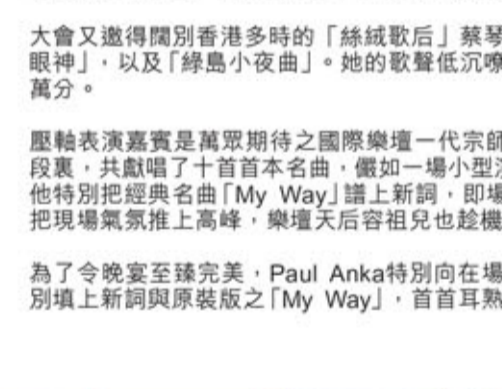 大會又邀得闊別香港多時的「絲絨歌后」蔡琴
眼神」，以及「綠島小夜曲」。她的歌聲低沉嘹
萬分。
壓軸表演嘉賓是萬眾期待之國際樂壇一代宗師
段裏，共獻唱了十首首本名曲，儼如一場小型
他特別把經典名曲「My Way」譜上新詞，即場
把現場氣氛推上高峰，樂壇天后容祖兒也趁機
為了令晚宴至臻完美，Paul Anka特別向在場
別填上新詞與原裝版之「My Way」，首首耳熟